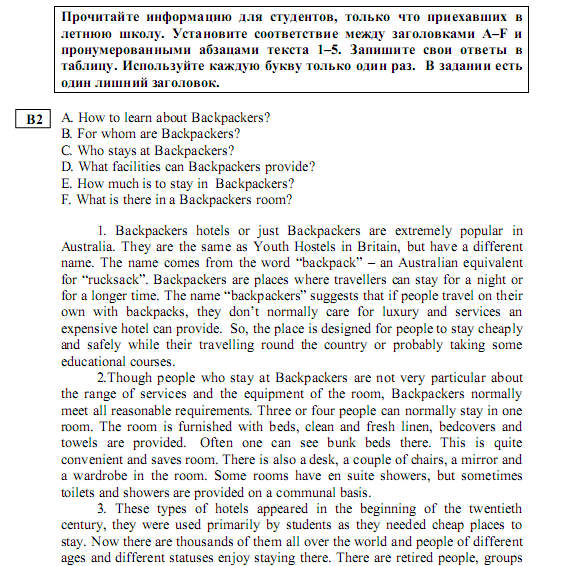 Прочитайте информацию для студентов, только что приехавших в
летнюю школу. Установите соответствие между заголовками A–F и
пронумерованными абзацами текста 1–5. Запишите свои ответы в
таблицу. Используйте каждую букву только один раз. В задании есть
один лишний заголовок.
B2
A. How to learn about Backpackers?
B. For whom are Backpackers?
C. Who stays at Backpackers?
D. What facilities can Backpackers provide?
E. How much is to stay in Backpackers?
F. What is there in a Backpackers room?
1. Backpackers hotels or just Backpackers are extremely popular in
Australia. They are the same as Youth Hostels in Britain, but have a different
name. The name comes from the word “backpack” – an Australian equivalent
for “rucksack”. Backpackers are places where travellers can stay for a night or
for a longer time. The name “backpackers” suggests that if people travel on their
own with backpacks, they don’t normally care for luxury and services an
expensive hotel can provide. So, the place is designed for people to stay cheaply
and safely while their travelling round the country or probably taking some
educational courses.
2.Though people who stay at Backpackers are not very particular about
the range of services and the equipment of the room, Backpackers normally
meet all reasonable requirements. Three or four people can normally stay in one
room. The room is furnished with beds, clean and fresh linen, bedcovers and
towels are provided. Often one can see bunk beds there. This is quite
convenient and saves room. There is also a desk, a couple of chairs, a mirror and
a wardrobe in the room. Some rooms have en suite showers, but sometimes
toilets and showers are provided on a communal basis.
3. These types of hotels appeared in the beginning of the twentieth
century, they were used primarily by students as they needed cheap places to
stay. Now there are thousands of them all over the world and people of different
ages and different statuses enjoy staying there. There are retired people, groups